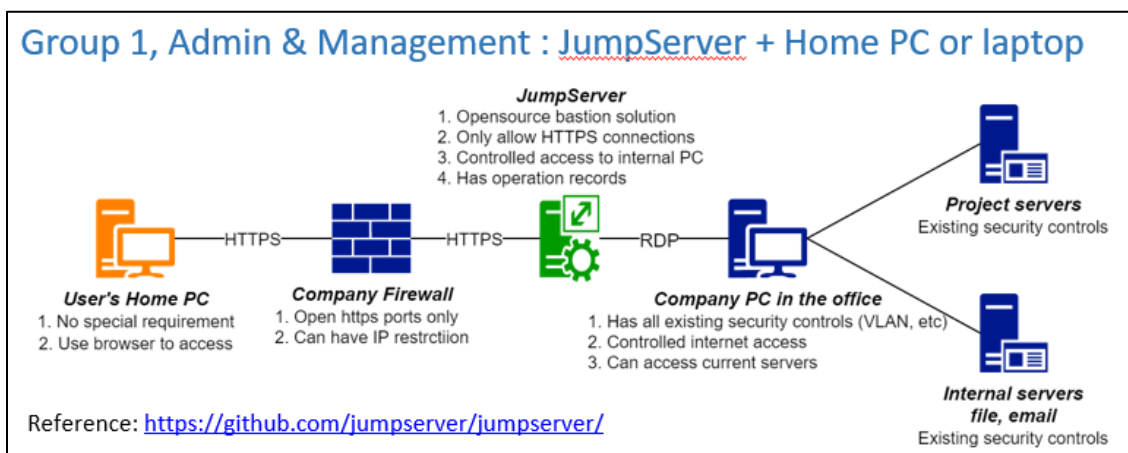 Group 1, Admin & Management : JumpServer + Home PC or laptop
JumpServer
1. Opensource bastion solution
2. Only allow HTTPS connections
3. Controlled access to internal PC
4. Has operation records
HTTPS
HTTPS
RDP
User's Home PC
1. No special requirement
2. Use browser to access
Company Firewall
1. Open https ports only
2. Can have IP restrctiion
Company PC in the office
1. Has all existing security controls (VLAN, etc)
2. Controlled internet access
3. Can access current servers
Project servers
Existing security controls
Internal servers
file, email
Existing security controls
Reference: https://github.com/jumpserver/jumpserver/